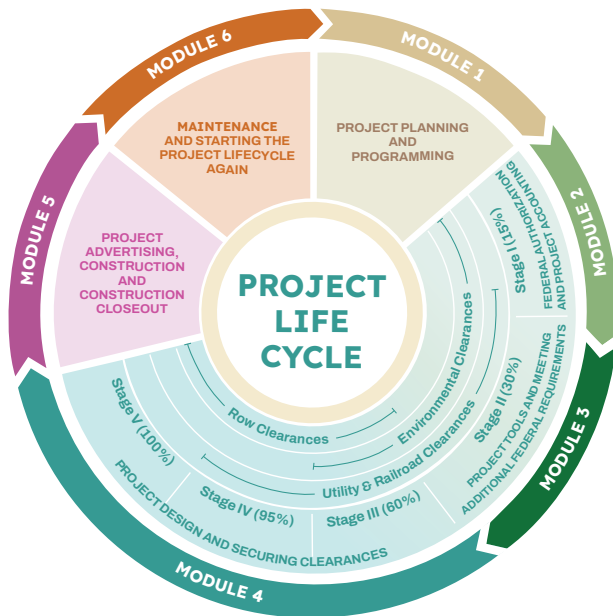 MODULE 1
PROJECT PLANNING
AND
PROGRAMMING
MODULE 2
FEDERAL AUTHORIZATION
AND PROJECT ACCOUNTING
Stage I (15%)
MODULE 3
PROJECT TOOLS AND MEETING
ADDITIONAL FEDERAL REQUIREMENTS
Stage II (30%)
MODULE 4
PROJECT DESIGN AND SECURING CLEARANCES
Stage III (60%)
Stage IV (95%)
Stage V (100%)
Environmental Clearances
Utility & Railroad Clearances
Row Clearances
MODULE 5
PROJECT
ADVERTISING,
CONSTRUCTION
AND
CONSTRUCTION
CLOSEOUT
MODULE 6
MAINTENANCE
AND STARTING THE
PROJECT LIFECYCLE
AGAIN
PROJECT
LIFE
CYCLE